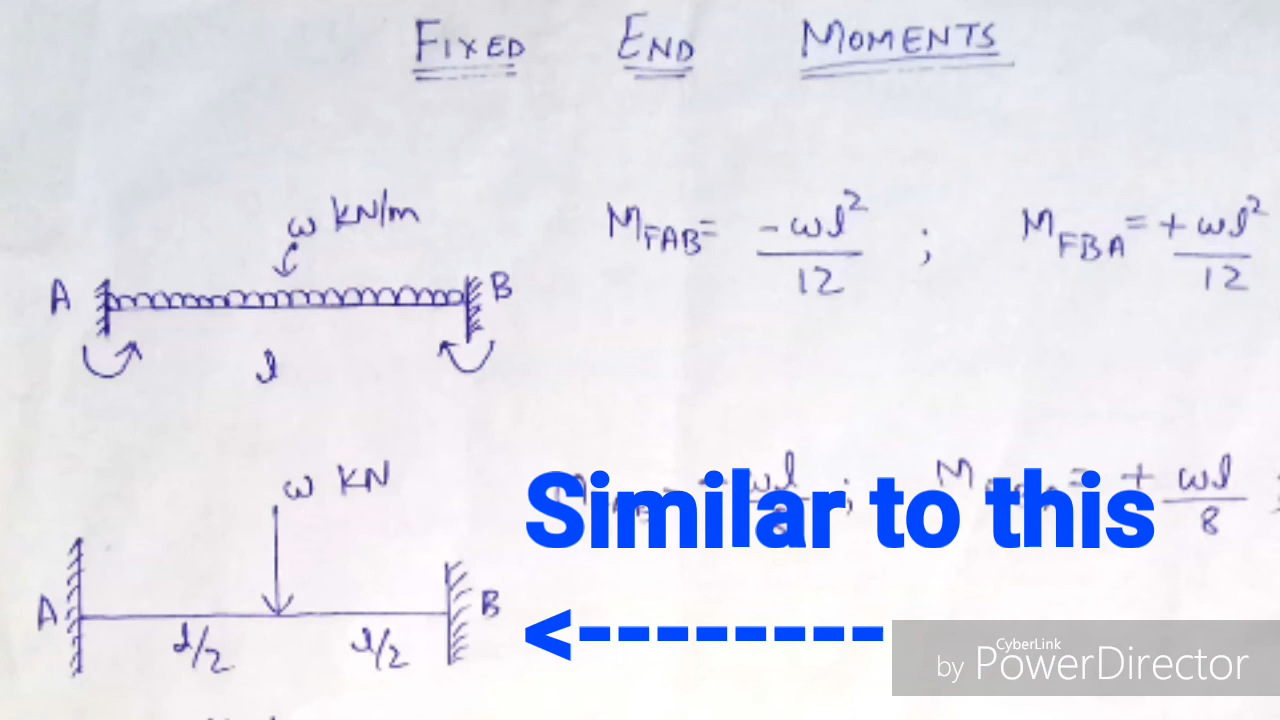 FIXED END MOMENTS
ω KN/m
M_FAB = -ωl²/12 ; M_FBA = +ωl²/12
A B
l
ω KN
ωl ; M = + ωl/8 ;
Similar to this
A B
l/2 l/2
<--------
by CyberLink PowerDirector